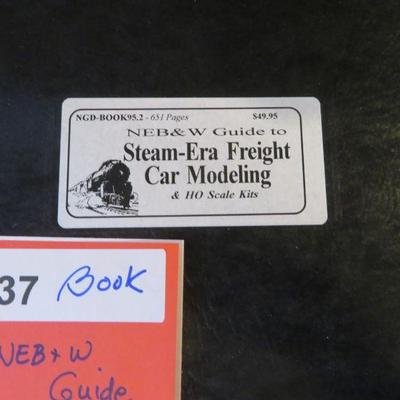 NGD-BOOK95.2 - 651 Pages $49.95
NEB&W Guide to
Steam-Era Freight
Car Modeling
& HO Scale Kits
37 Book
NEB+W
Guide